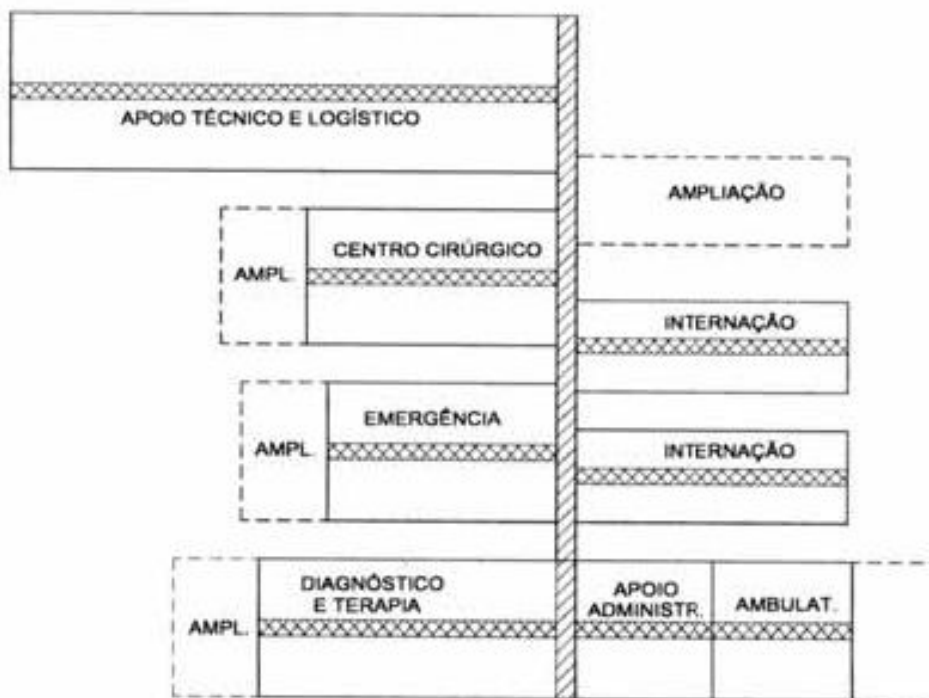 APOIO TÉCNICO E LOGÍSTICO
AMPLIAÇÃO
CENTRO CIRÚRGICO
AMPL.
INTERNAÇÃO
EMERGÊNCIA
AMPL.
INTERNAÇÃO
DIAGNÓSTICO
E TERAPIA
APOIO
ADMINISTR.
AMBULAT.
AMPL.